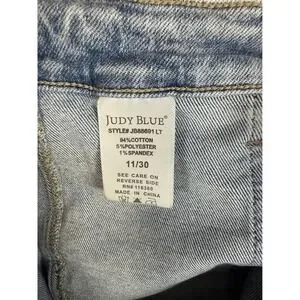 JUDY BLUE®
STYLE# JB88691 LT
94%COTTON
5%POLYESTER
1%SPANDEX
11/30
SEE CARE ON
REVERSE SIDE
RN# 116380
MADE IN CHINA